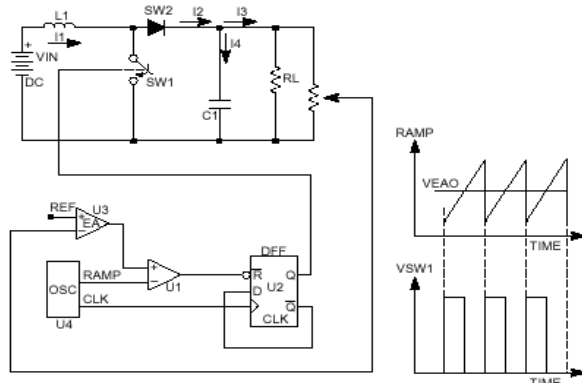 L1
SW2
I2
I3
I1
I4
VIN
DC
SW1
C1
RL
RAMP
VEAO
TIME
REF
U3
EA
+
−
DFF
OSC
RAMP
CLK
U4
+
−
U1
R
Q
D
U2
Q
CLK
VSW1
TIME